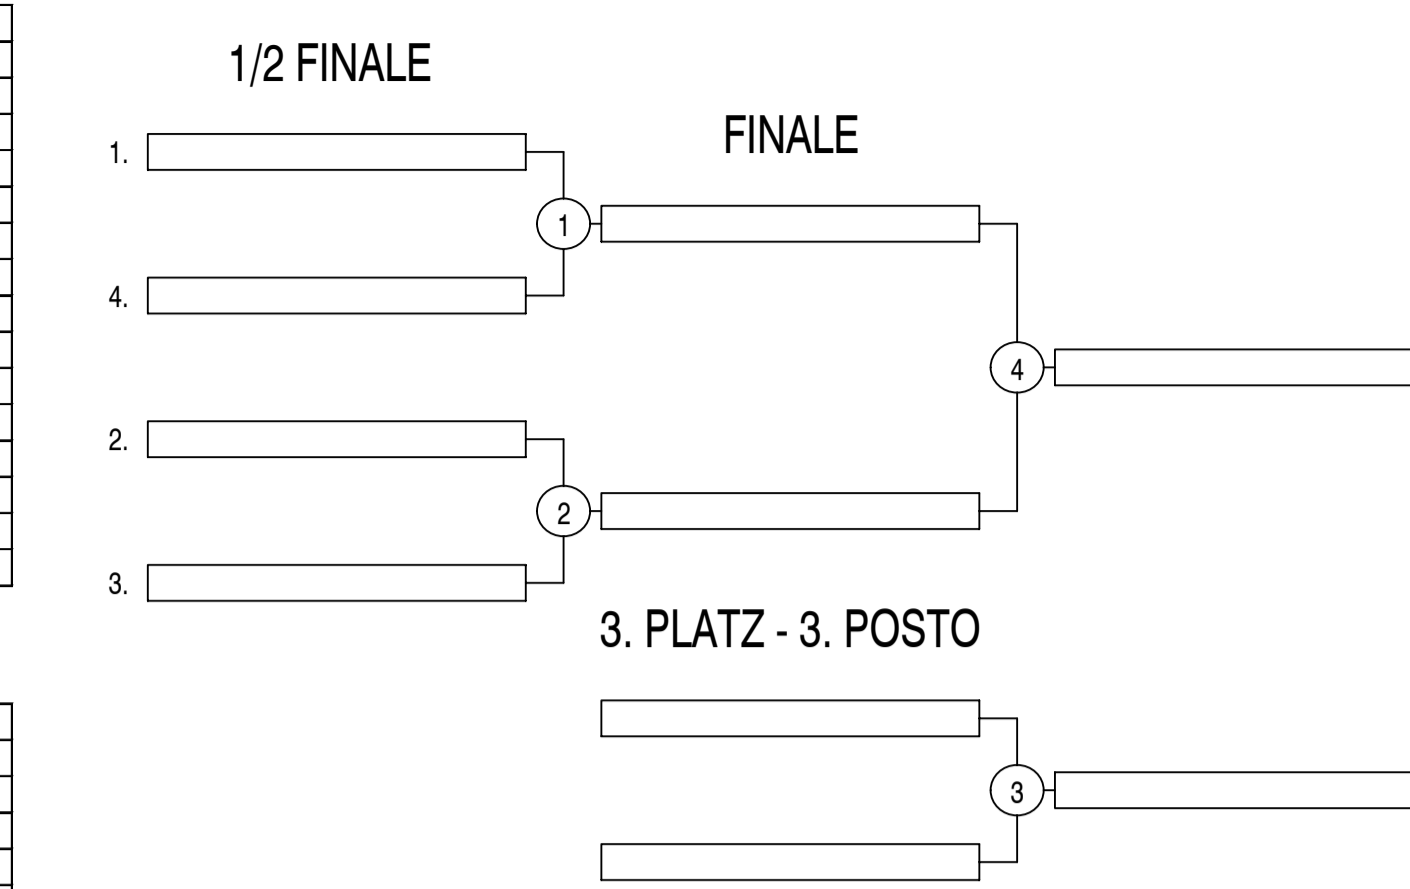 1/2 FINALE
FINALE
1.
1
4.
4
2.
2
3.
3. PLATZ - 3. POSTO
3